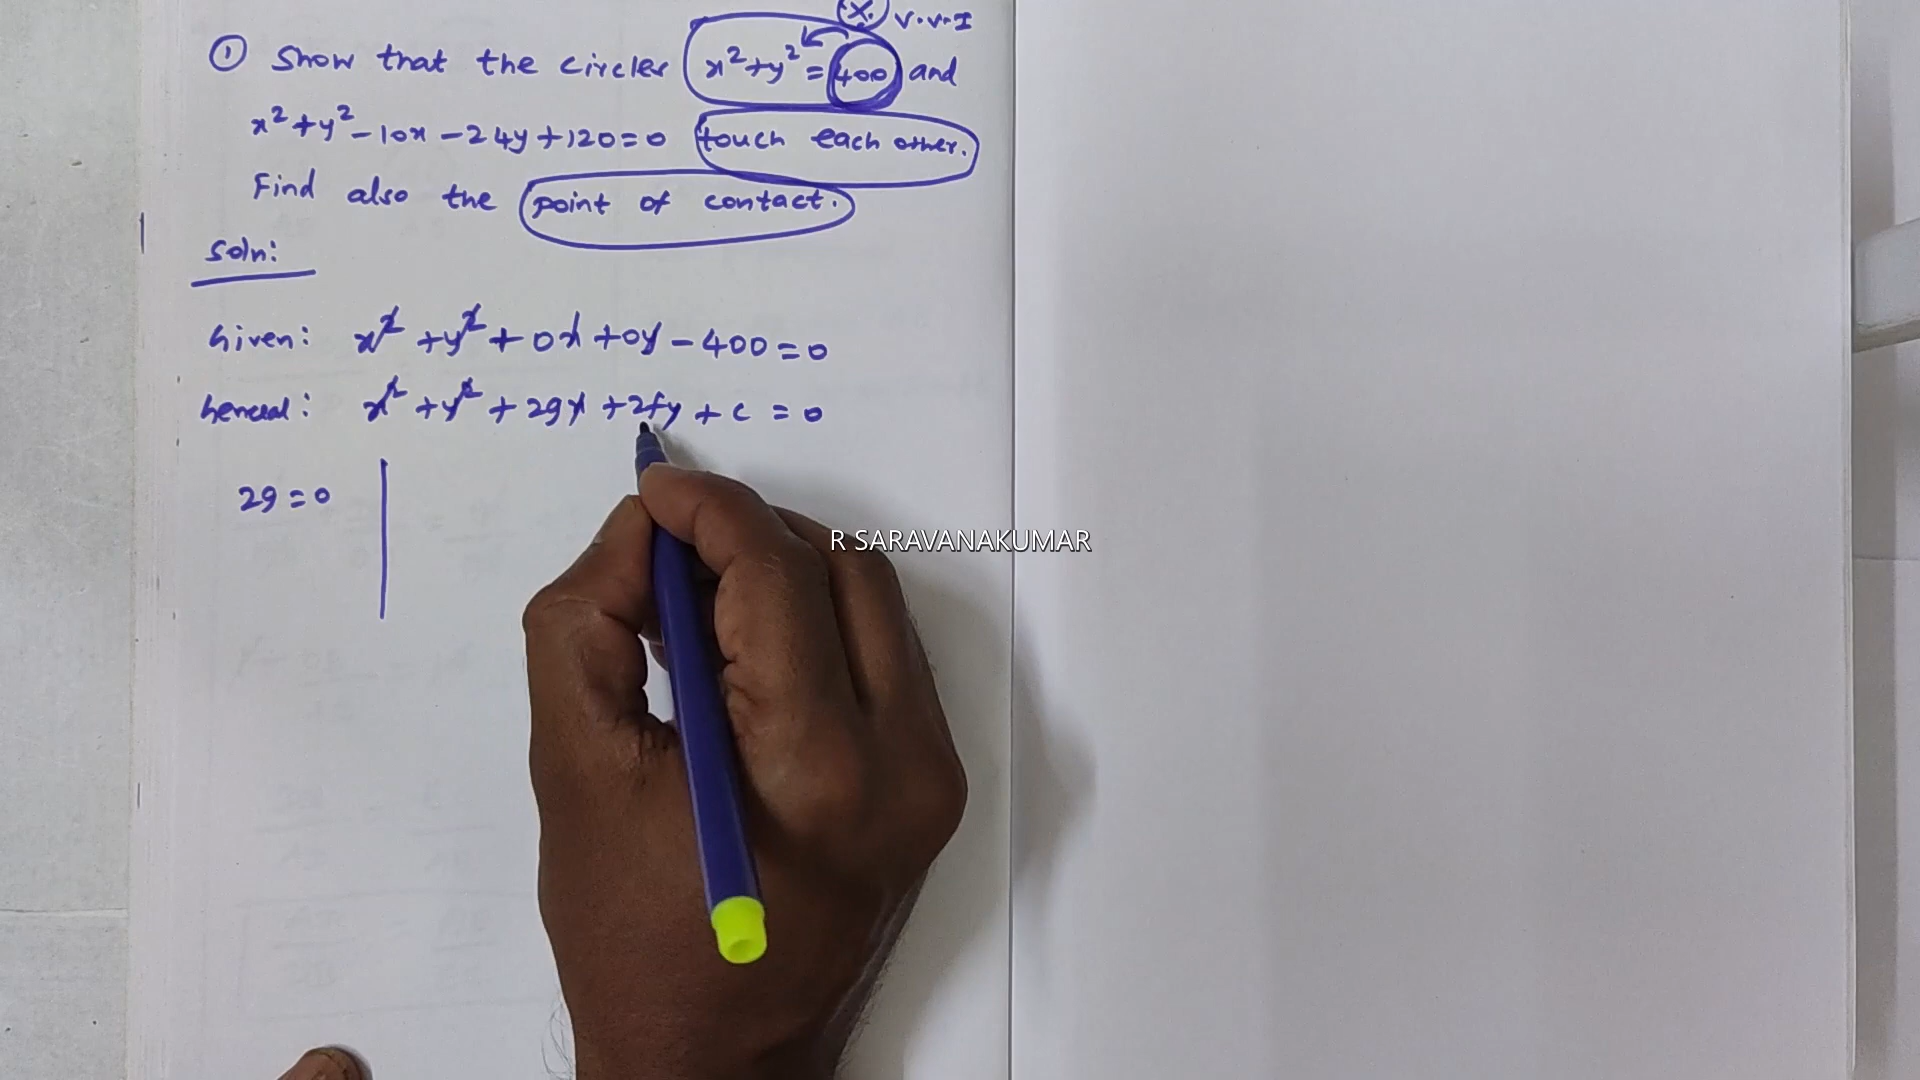 (X.) V.V.I
① Show that the circles x²+y²=400 and
x²+y²-10x-24y+120=0 touch each other.
Find also the point of contact.
Soln:
Given: x²+y²+0x+0y-400=0
General: x²+y²+2gx+2fy+c=0
2g=0
R SARAVANAKUMAR